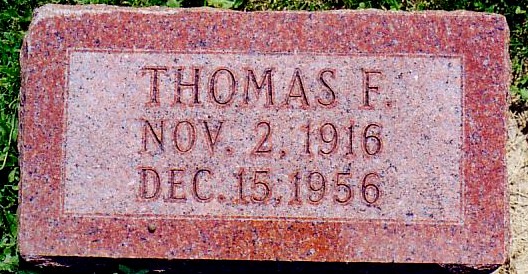 THOMAS F.
NOV. 2, 1916
DEC. 15, 1956